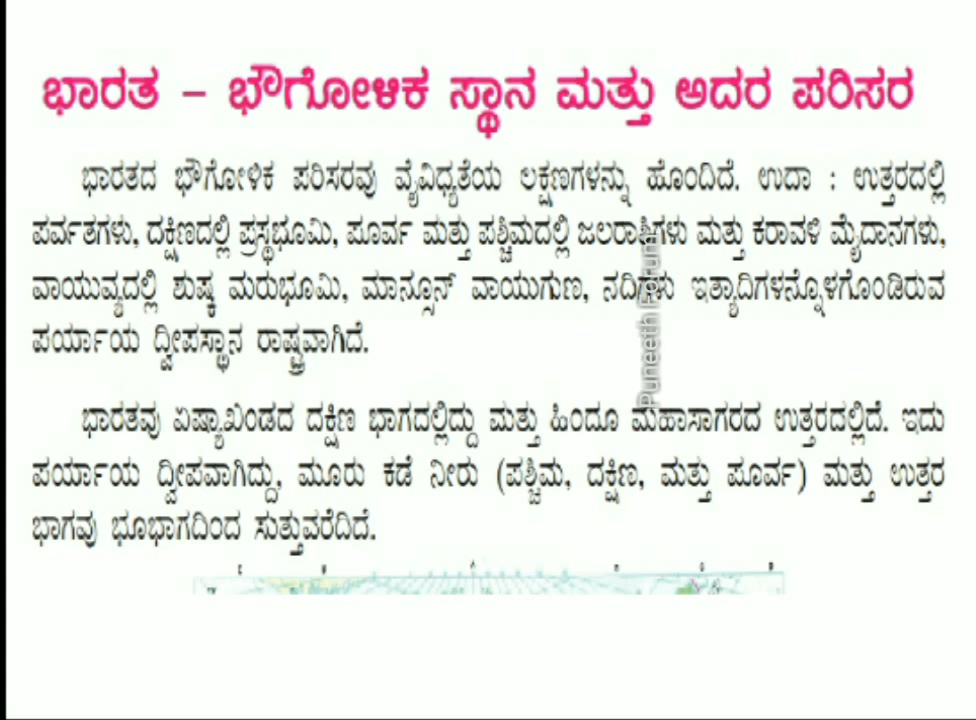 ಭಾರತ – ಭೌಗೋಳಿಕ ಸ್ಥಾನ ಮತ್ತು ಅದರ ಪರಿಸರ
ಭಾರತದ ಭೌಗೋಳಿಕ ಪರಿಸರವು ವೈವಿಧ್ಯತೆಯ ಲಕ್ಷಣಗಳನ್ನು ಹೊಂದಿದೆ. ಉದಾ : ಉತ್ತರದಲ್ಲಿ
ಪರ್ವತಗಳು, ದಕ್ಷಿಣದಲ್ಲಿ ಪ್ರಸ್ಥಭೂಮಿ, ಪೂರ್ವ ಮತ್ತು ಪಶ್ಚಿಮದಲ್ಲಿ ಜಲರಾಶಿಗಳು ಮತ್ತು ಕರಾವಳಿ ಮೈದಾನಗಳು,
ವಾಯುವ್ಯದಲ್ಲಿ ಶುಷ್ಕ ಮರುಭೂಮಿ, ಮಾನ್ಸೂನ್ ವಾಯುಗುಣ, ನದಿಗಳು ಇತ್ಯಾದಿಗಳನ್ನೊಳಗೊಂಡಿರುವ
ಪರ್ಯಾಯ ದ್ವೀಪಸ್ಥಾನ ರಾಷ್ಟ್ರವಾಗಿದೆ.
ಭಾರತವು ಏಷ್ಯಾಖಂಡದ ದಕ್ಷಿಣ ಭಾಗದಲ್ಲಿದ್ದು ಮತ್ತು ಹಿಂದೂ ಮಹಾಸಾಗರದ ಉತ್ತರದಲ್ಲಿದೆ. ಇದು
ಪರ್ಯಾಯ ದ್ವೀಪವಾಗಿದ್ದು, ಮೂರು ಕಡೆ ನೀರು (ಪಶ್ಚಿಮ, ದಕ್ಷಿಣ, ಮತ್ತು ಪೂರ್ವ) ಮತ್ತು ಉತ್ತರ
ಭಾಗವು ಭೂಭಾಗದಿಂದ ಸುತ್ತುವರೆದಿದೆ.
Puneeth Forum